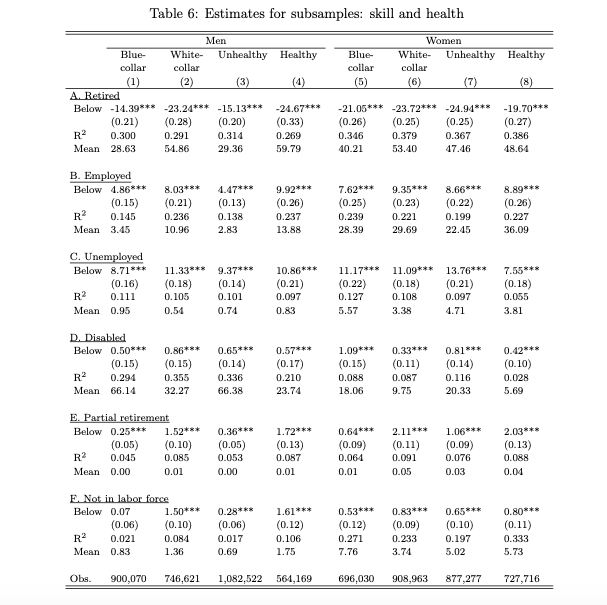 Table 6: Estimates for subsamples: skill and health
Men Women
Blue- White- Unhealthy Healthy Blue- White- Unhealthy Healthy
collar collar collar collar
(1) (2) (3) (4) (5) (6) (7) (8)
A. Retired
Below -14.39*** -23.24*** -15.13*** -24.67*** -21.05*** -23.72*** -24.94*** -19.70***
(0.21) (0.28) (0.20) (0.33) (0.26) (0.25) (0.25) (0.27)
R² 0.300 0.291 0.314 0.269 0.346 0.379 0.367 0.386
Mean 28.63 54.86 29.36 59.79 40.21 53.40 47.46 48.64
B. Employed
Below 4.86*** 8.03*** 4.47*** 9.92*** 7.62*** 9.35*** 8.66*** 8.89***
(0.15) (0.21) (0.13) (0.26) (0.25) (0.23) (0.22) (0.26)
R² 0.145 0.236 0.138 0.237 0.239 0.221 0.199 0.227
Mean 3.45 10.96 2.83 13.88 28.39 29.69 22.45 36.09
C. Unemployed
Below 8.71*** 11.33*** 9.37*** 10.86*** 11.17*** 11.09*** 13.76*** 7.55***
(0.16) (0.18) (0.14) (0.21) (0.22) (0.18) (0.21) (0.18)
R² 0.111 0.105 0.101 0.097 0.127 0.108 0.097 0.055
Mean 0.95 0.54 0.74 0.83 5.57 3.38 4.71 3.81
D. Disabled
Below 0.50*** 0.86*** 0.65*** 0.57*** 1.09*** 0.33*** 0.81*** 0.42***
(0.15) (0.15) (0.14) (0.17) (0.15) (0.11) (0.14) (0.10)
R² 0.294 0.355 0.336 0.210 0.088 0.087 0.116 0.028
Mean 66.14 32.27 66.38 23.74 18.06 9.75 20.33 5.69
E. Partial retirement
Below 0.25*** 1.52*** 0.36*** 1.72*** 0.64*** 2.11*** 1.06*** 2.03***
(0.05) (0.10) (0.05) (0.13) (0.09) (0.11) (0.09) (0.13)
R² 0.045 0.085 0.053 0.087 0.064 0.091 0.076 0.088
Mean 0.00 0.01 0.00 0.01 0.01 0.05 0.03 0.04
F. Not in labor force
Below 0.07 1.50*** 0.28*** 1.61*** 0.53*** 0.83*** 0.65*** 0.80***
(0.06) (0.10) (0.06) (0.12) (0.12) (0.09) (0.10) (0.11)
R² 0.021 0.084 0.017 0.106 0.271 0.233 0.197 0.333
Mean 0.83 1.36 0.69 1.75 7.76 3.74 5.02 5.73
Obs. 900,070 746,621 1,082,522 564,169 696,030 908,963 877,277 727,716